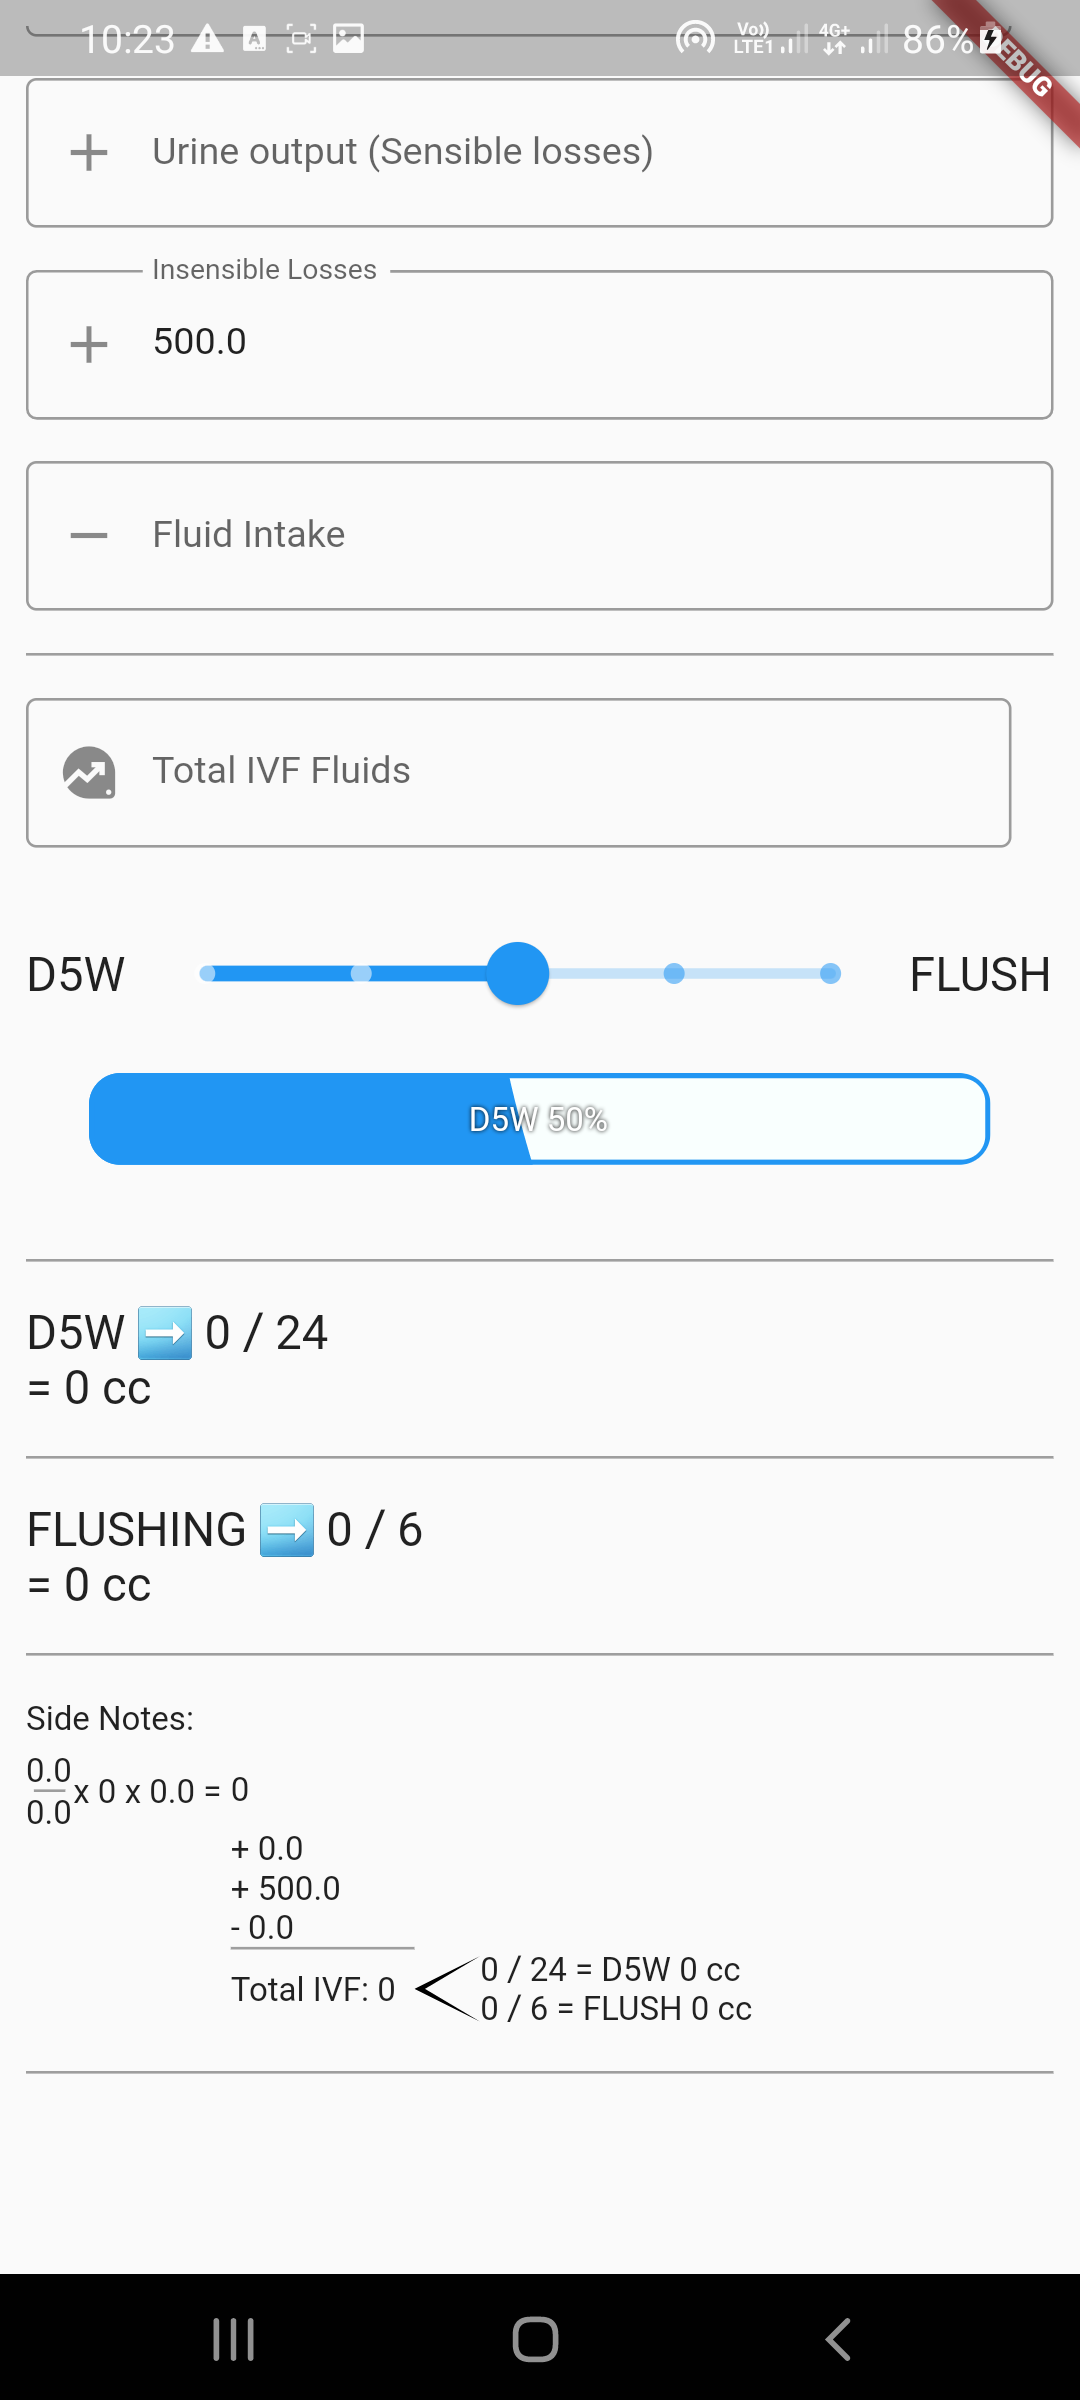 10:23
Vo)) LTE1 4G+ 86%
EBUG
Urine output (Sensible losses)
Insensible Losses
500.0
Fluid Intake
Total IVF Fluids
D5W FLUSH
D5W 50%
D5W ➡️ 0 / 24
= 0 cc
FLUSHING ➡️ 0 / 6
= 0 cc
Side Notes:
0.0
x 0 x 0.0 = 0
0.0
+ 0.0
+ 500.0
- 0.0
0 / 24 = D5W 0 cc
Total IVF: 0
0 / 6 = FLUSH 0 cc